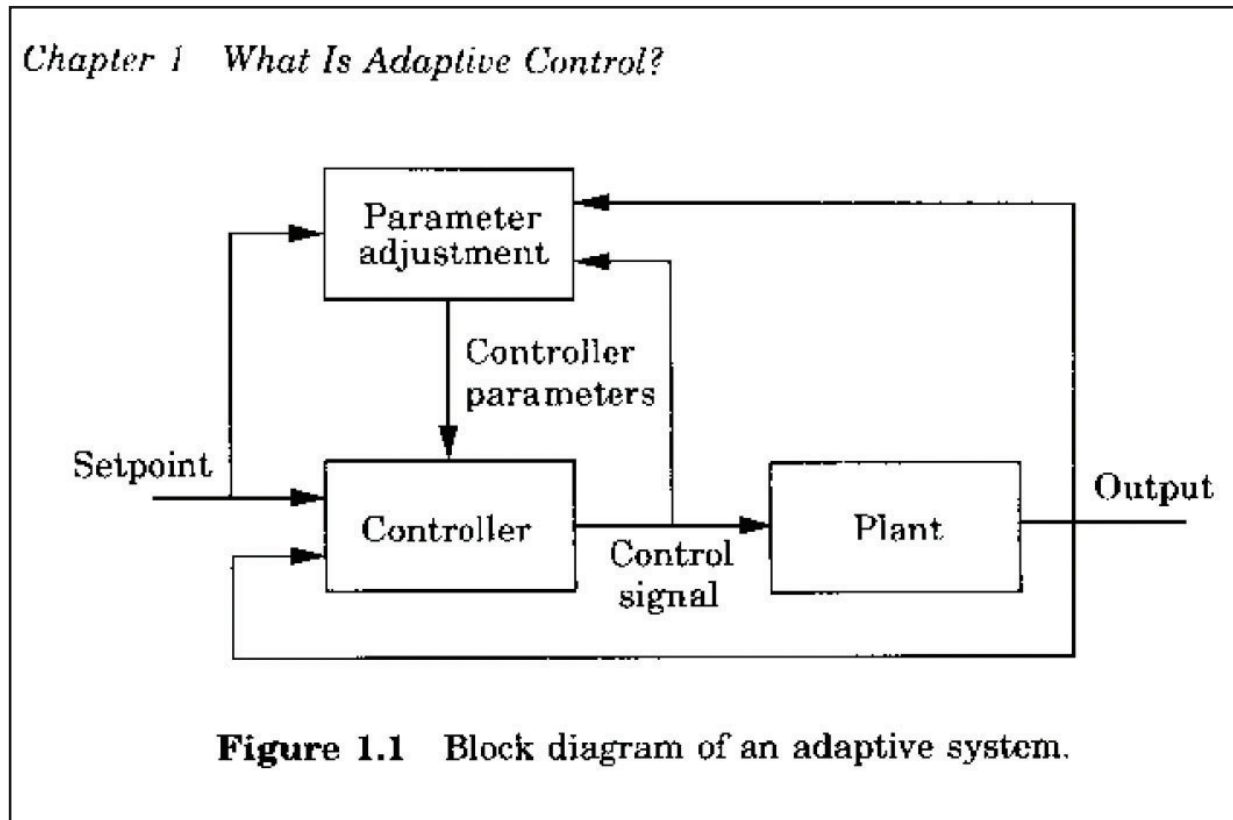 Chapter 1 What Is Adaptive Control?
Parameter
adjustment
Controller
parameters
Setpoint
Controller
Control
signal
Plant
Output
Figure 1.1 Block diagram of an adaptive system.